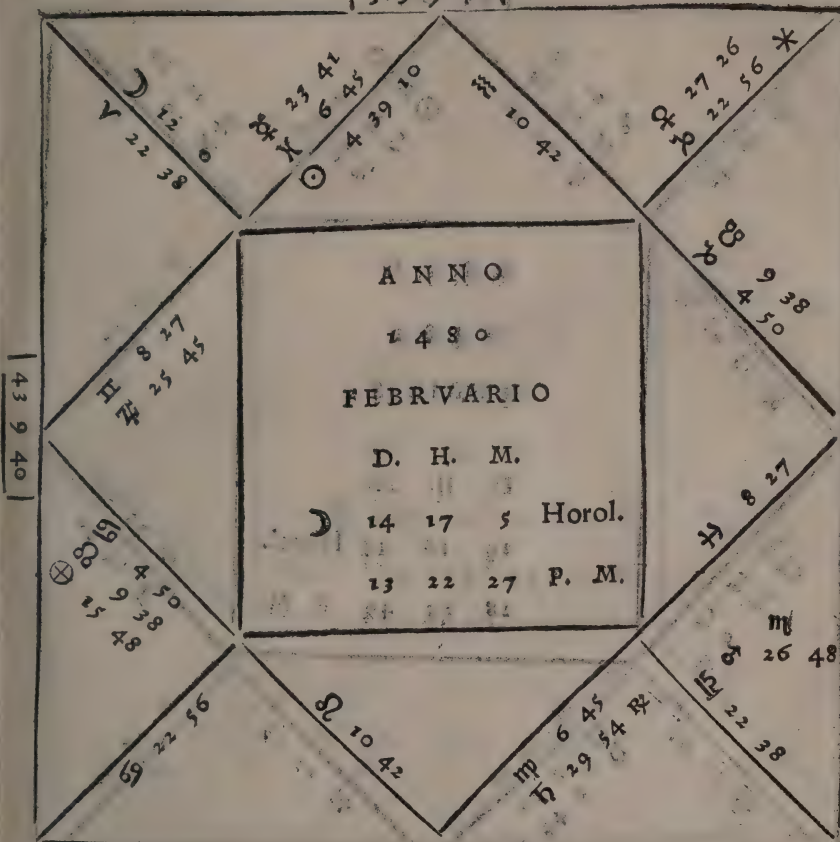 ☽ 12 0
♈ 22 38
☿ 23 41
♓ 6 45
☉ 4 39 10
♒ 10 42
♀ 27 26
♑ 22 56 ⚹
☋ 9 38
♑ 4 50
♊ 8 27
♃ 25 45
43 9 40
ANNO
1480
FEBRVARIO
D. H. M.
☽ 14 17 5 Horol.
13 22 27 P. M.
♐ 8 27
♋ 4 50
☊ 9 38
⊗ 15 48
♋ 22 56
♌ 10 42
♍ 6 45
♄ 29 54 ℞
♏
♂ 26 48
♎ 22 38